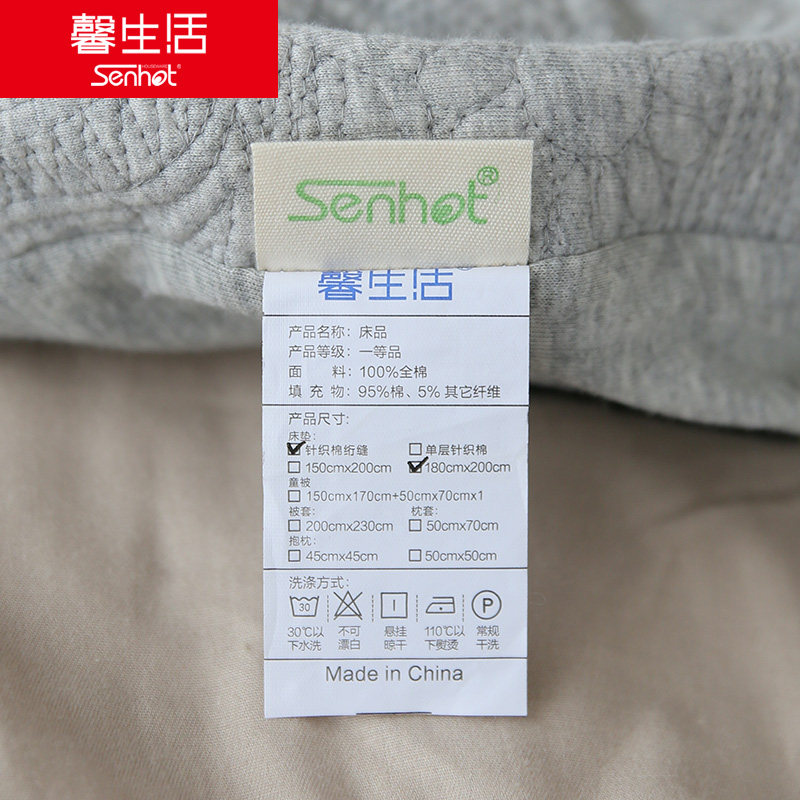 馨生活
Senhot
HOUSEWARE
Senhot®
馨生活®
产品名称: 床品
产品等级: 一等品
面 料: 100%全棉
填 充 物: 95%棉、5% 其它纤维
产品尺寸:
床垫:
针织棉绗缝 单层针织棉
150cmx200cm 180cmx200cm
童被
150cmx170cm+50cmx70cmx1
被套: 枕套:
200cmx230cm 50cmx70cm
抱枕:
45cmx45cm 50cmx50cm
洗涤方式:
30 P
30℃以 不可 悬挂 110℃以 常规
下水洗 漂白 晾干 下熨烫 干洗
Made in China